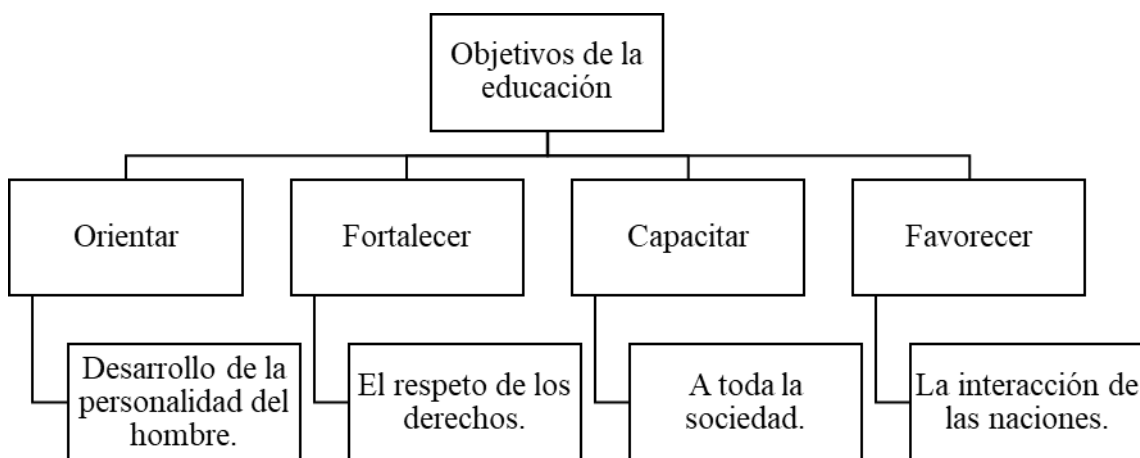 Objetivos de la
educación
Orientar
Fortalecer
Capacitar
Favorecer
Desarrollo de la
personalidad del
hombre.
El respeto de los
derechos.
A toda la
sociedad.
La interacción de
las naciones.